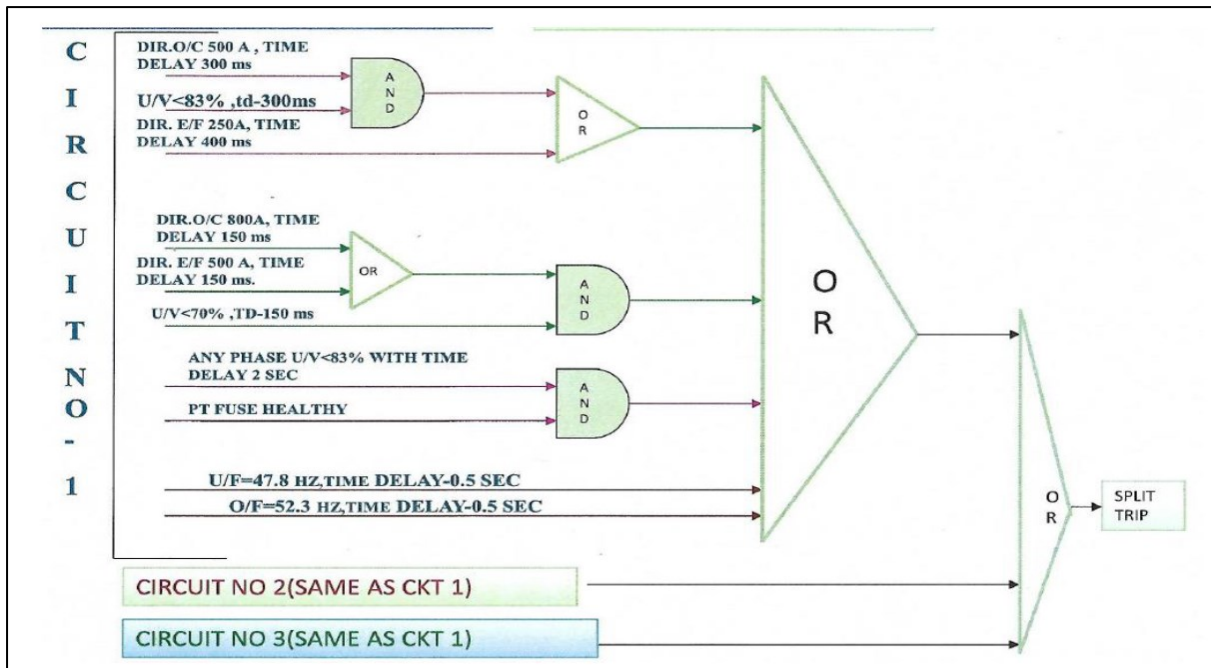 CIRCUIT NO-1
DIR.O/C 500 A , TIME
DELAY 300 ms
U/V<83% ,td-300ms
DIR. E/F 250A, TIME
DELAY 400 ms
AND
OR
DIR.O/C 800A, TIME
DELAY 150 ms
DIR. E/F 500 A, TIME
DELAY 150 ms.
OR
U/V<70% ,TD-150 ms
AND
ANY PHASE U/V<83% WITH TIME
DELAY 2 SEC
PT FUSE HEALTHY
AND
OR
U/F=47.8 HZ,TIME DELAY-0.5 SEC
O/F=52.3 HZ,TIME DELAY-0.5 SEC
OR
SPLIT
TRIP
CIRCUIT NO 2(SAME AS CKT 1)
CIRCUIT NO 3(SAME AS CKT 1)